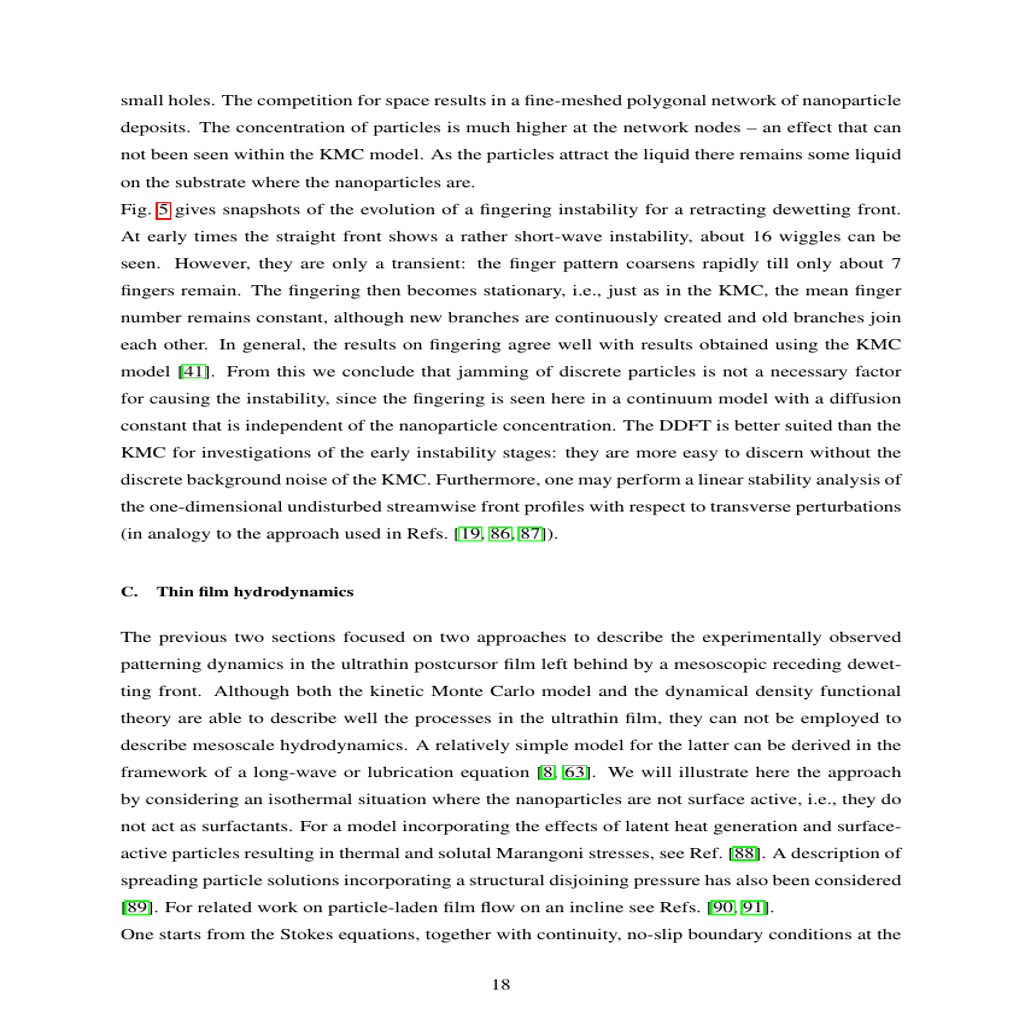 small holes. The competition for space results in a fine-meshed polygonal network of nanoparticle
deposits. The concentration of particles is much higher at the network nodes – an effect that can
not been seen within the KMC model. As the particles attract the liquid there remains some liquid
on the substrate where the nanoparticles are.
Fig. 5 gives snapshots of the evolution of a fingering instability for a retracting dewetting front.
At early times the straight front shows a rather short-wave instability, about 16 wiggles can be
seen. However, they are only a transient: the finger pattern coarsens rapidly till only about 7
fingers remain. The fingering then becomes stationary, i.e., just as in the KMC, the mean finger
number remains constant, although new branches are continuously created and old branches join
each other. In general, the results on fingering agree well with results obtained using the KMC
model [41]. From this we conclude that jamming of discrete particles is not a necessary factor
for causing the instability, since the fingering is seen here in a continuum model with a diffusion
constant that is independent of the nanoparticle concentration. The DDFT is better suited than the
KMC for investigations of the early instability stages: they are more easy to discern without the
discrete background noise of the KMC. Furthermore, one may perform a linear stability analysis of
the one-dimensional undisturbed streamwise front profiles with respect to transverse perturbations
(in analogy to the approach used in Refs. [19, 86, 87]).
C. Thin film hydrodynamics
The previous two sections focused on two approaches to describe the experimentally observed
patterning dynamics in the ultrathin postcursor film left behind by a mesoscopic receding dewet-
ting front. Although both the kinetic Monte Carlo model and the dynamical density functional
theory are able to describe well the processes in the ultrathin film, they can not be employed to
describe mesoscale hydrodynamics. A relatively simple model for the latter can be derived in the
framework of a long-wave or lubrication equation [8, 63]. We will illustrate here the approach
by considering an isothermal situation where the nanoparticles are not surface active, i.e., they do
not act as surfactants. For a model incorporating the effects of latent heat generation and surface-
active particles resulting in thermal and solutal Marangoni stresses, see Ref. [88]. A description of
spreading particle solutions incorporating a structural disjoining pressure has also been considered
[89]. For related work on particle-laden film flow on an incline see Refs. [90, 91].
One starts from the Stokes equations, together with continuity, no-slip boundary conditions at the
18